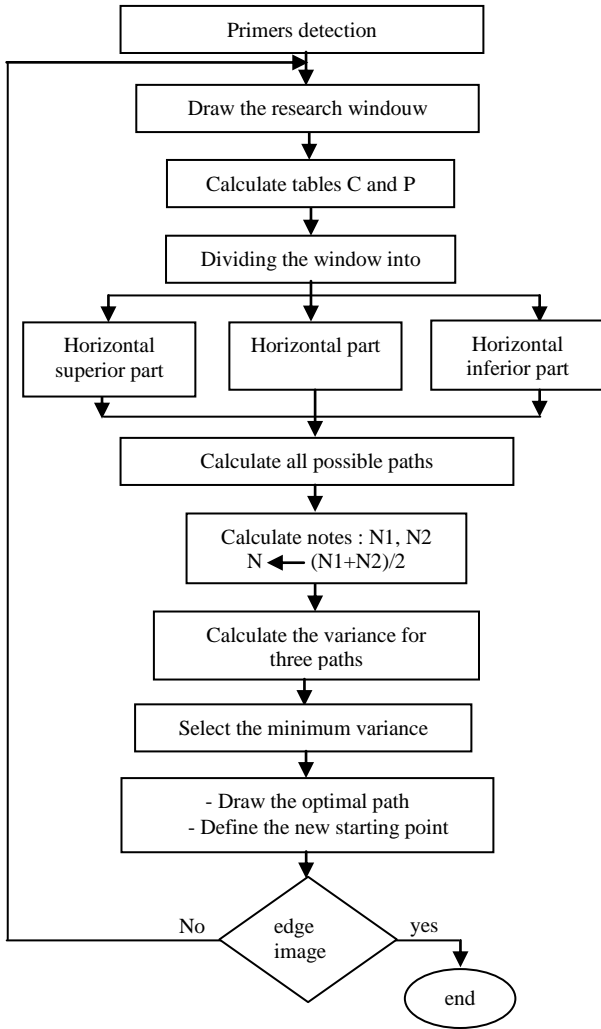 Primers detection
Draw the research windouw
Calculate tables C and P
Dividing the window into
Horizontal
superior part
Horizontal part
Horizontal
inferior part
Calculate all possible paths
Calculate notes : N1, N2
N ← (N1+N2)/2
Calculate the variance for
three paths
Select the minimum variance
- Draw the optimal path
- Define the new starting point
No
edge
image
yes
end